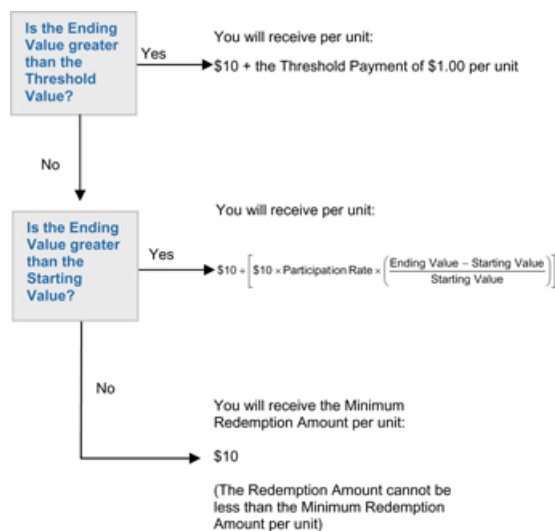 Is the Ending
Value greater
than the
Threshold
Value?
Yes
You will receive per unit:
$10 + the Threshold Payment of $1.00 per unit
No
Is the Ending
Value greater
than the
Starting
Value?
Yes
You will receive per unit:
$10 + [$10 × Participation Rate × (Ending Value – Starting Value / Starting Value)]
No
You will receive the Minimum
Redemption Amount per unit:
$10
(The Redemption Amount cannot be
less than the Minimum Redemption
Amount per unit)